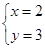 x = 2
y = 3